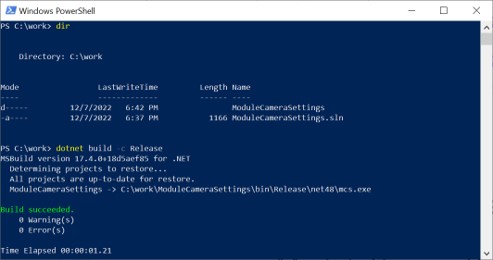 Windows PowerShell
PS C:\work> dir
Directory: C:\work
Mode LastWriteTime Length Name
---- ------------- ------ ----
d----- 12/7/2022 6:42 PM ModuleCameraSettings
-a---- 12/7/2022 6:37 PM 1166 ModuleCameraSettings.sln
PS C:\work> dotnet build -c Release
MSBuild version 17.4.0+18d5aef85 for .NET
Determining projects to restore...
All projects are up-to-date for restore.
ModuleCameraSettings -> C:\work\ModuleCameraSettings\bin\Release\net48\mcs.exe
Build succeeded.
0 Warning(s)
0 Error(s)
Time Elapsed 00:00:01.21